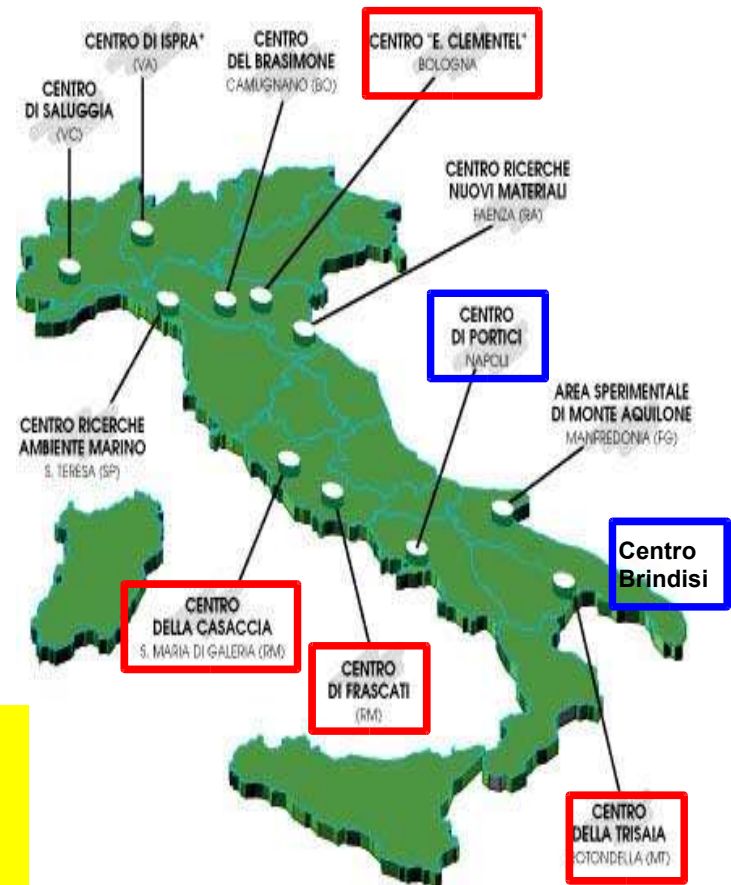 CENTRO DI ISPRA*
(VA)
CENTRO
DEL BRASIMONE
CAMUGNANO (BO)
CENTRO "E. CLEMENTEL"
BOLOGNA
CENTRO
DI SALUGGIA
(VC)
CENTRO RICERCHE
NUOVI MATERIALI
FAENZA (RA)
CENTRO
DI PORTICI
NAPOLI
AREA SPERIMENTALE
DI MONTE AQUILONE
MANFREDONIA (FG)
CENTRO RICERCHE
AMBIENTE MARINO
S. TERESA (SP)
Centro
Brindisi
CENTRO
DELLA CASACCIA
S. MARIA DI GALERIA (RM)
CENTRO
DI FRASCATI
(RM)
CENTRO
DELLA TRISAIA
ROTONDELLA (MT)